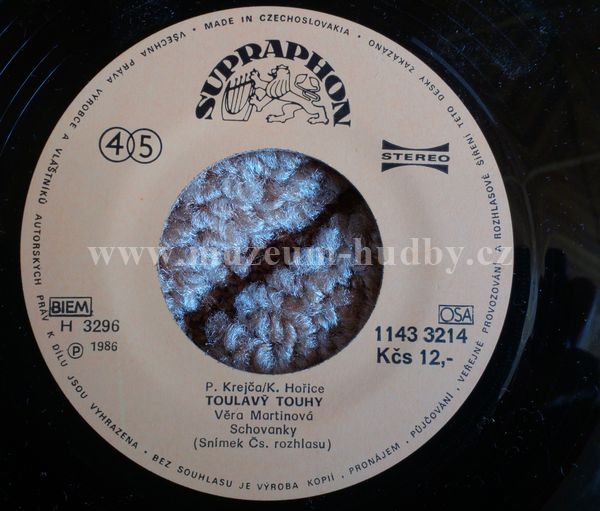 VŠECHNA PRÁVA VÝROBCE A VLASTNÍKŮ AUTORSKÝCH PRÁV K DÍLU JSOU VYHRAZENA • BEZ SOUHLASU JE VÝROBA KOPIÍ, PRONÁJEM, PŮJČOVÁNÍ, VEŘEJNÉ PROVOZOVÁNÍ A ROZHLASOVÉ ŠÍŘENÍ TÉTO DESKY ZAKÁZÁNO • MADE IN CZECHOSLOVAKIA •
SUPRAPHON
45
STEREO
www.muzeum-hudby.cz
BIEM
H 3296
Ⓟ 1986
OSA
1143 3214
Kčs 12,-
P. Krejča/K. Hořice
TOULAVÝ TOUHY
Věra Martinová
Schovanky
(Snímek Čs. rozhlasu)